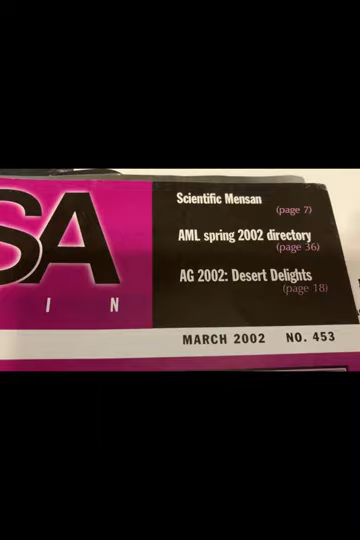 SA
I N
Scientific Mensan
(page 7)
AML spring 2002 directory
(page 36)
AG 2002: Desert Delights
(page 18)
MARCH 2002 NO. 453